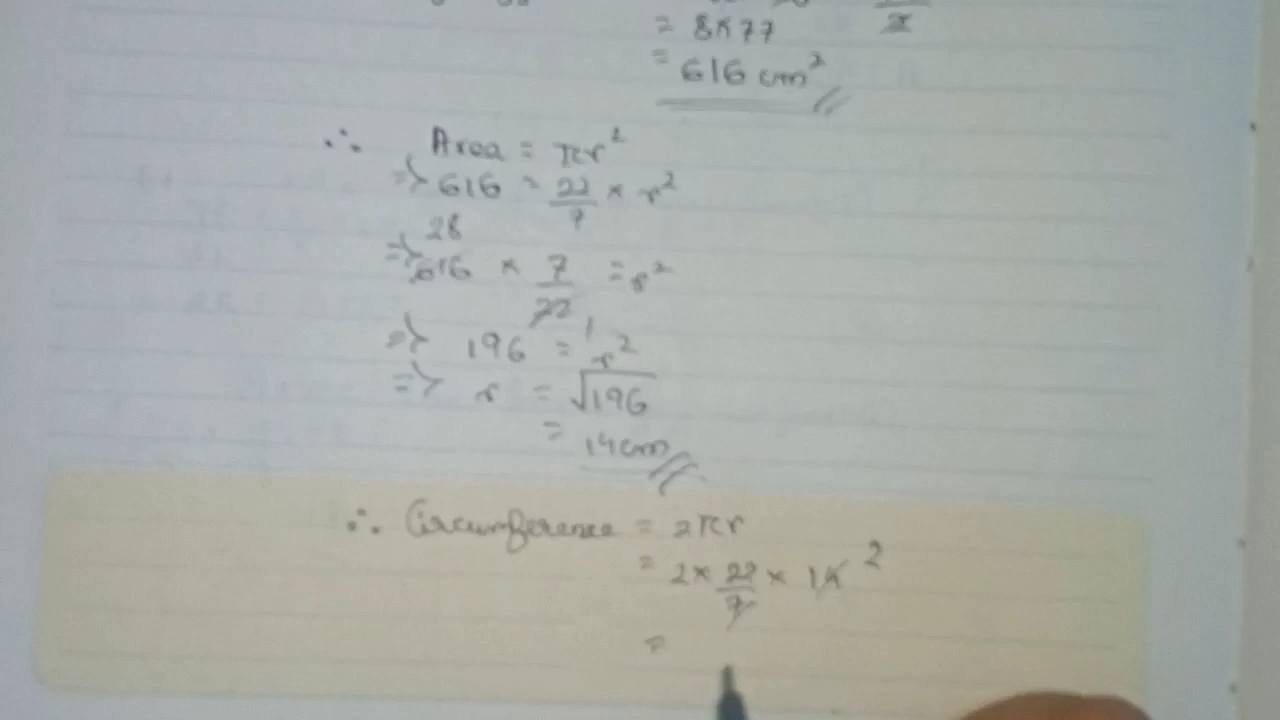 = 8×77
= 616 cm²
∴ Area = πr²
⇒ 616 = 22/7 × r²
28
⇒ 616 × 7/22 = r²
1
⇒ 196 = r²
⇒ r = √196
= 14cm
∴ Circumference = 2πr
= 2 × 22/7 × 14 2
=